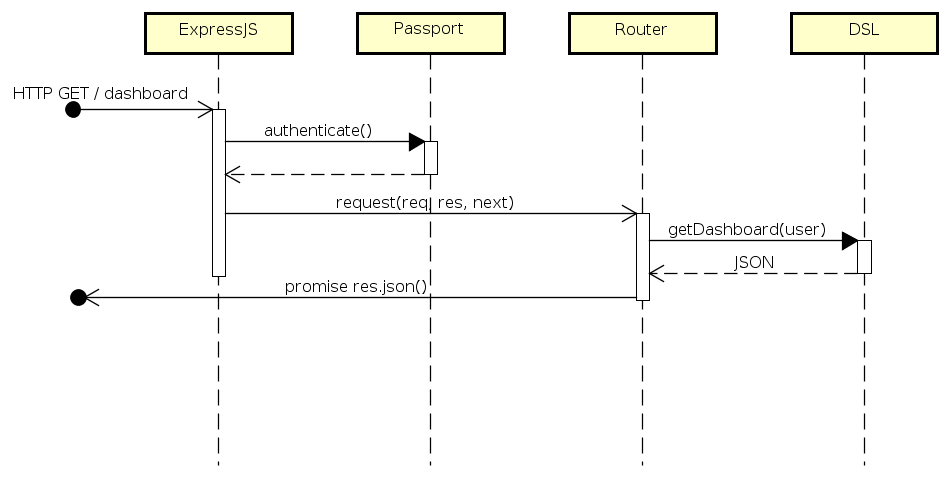 ExpressJS
Passport
Router
DSL
HTTP GET / dashboard
authenticate()
request(req, res, next)
getDashboard(user)
JSON
promise res.json()